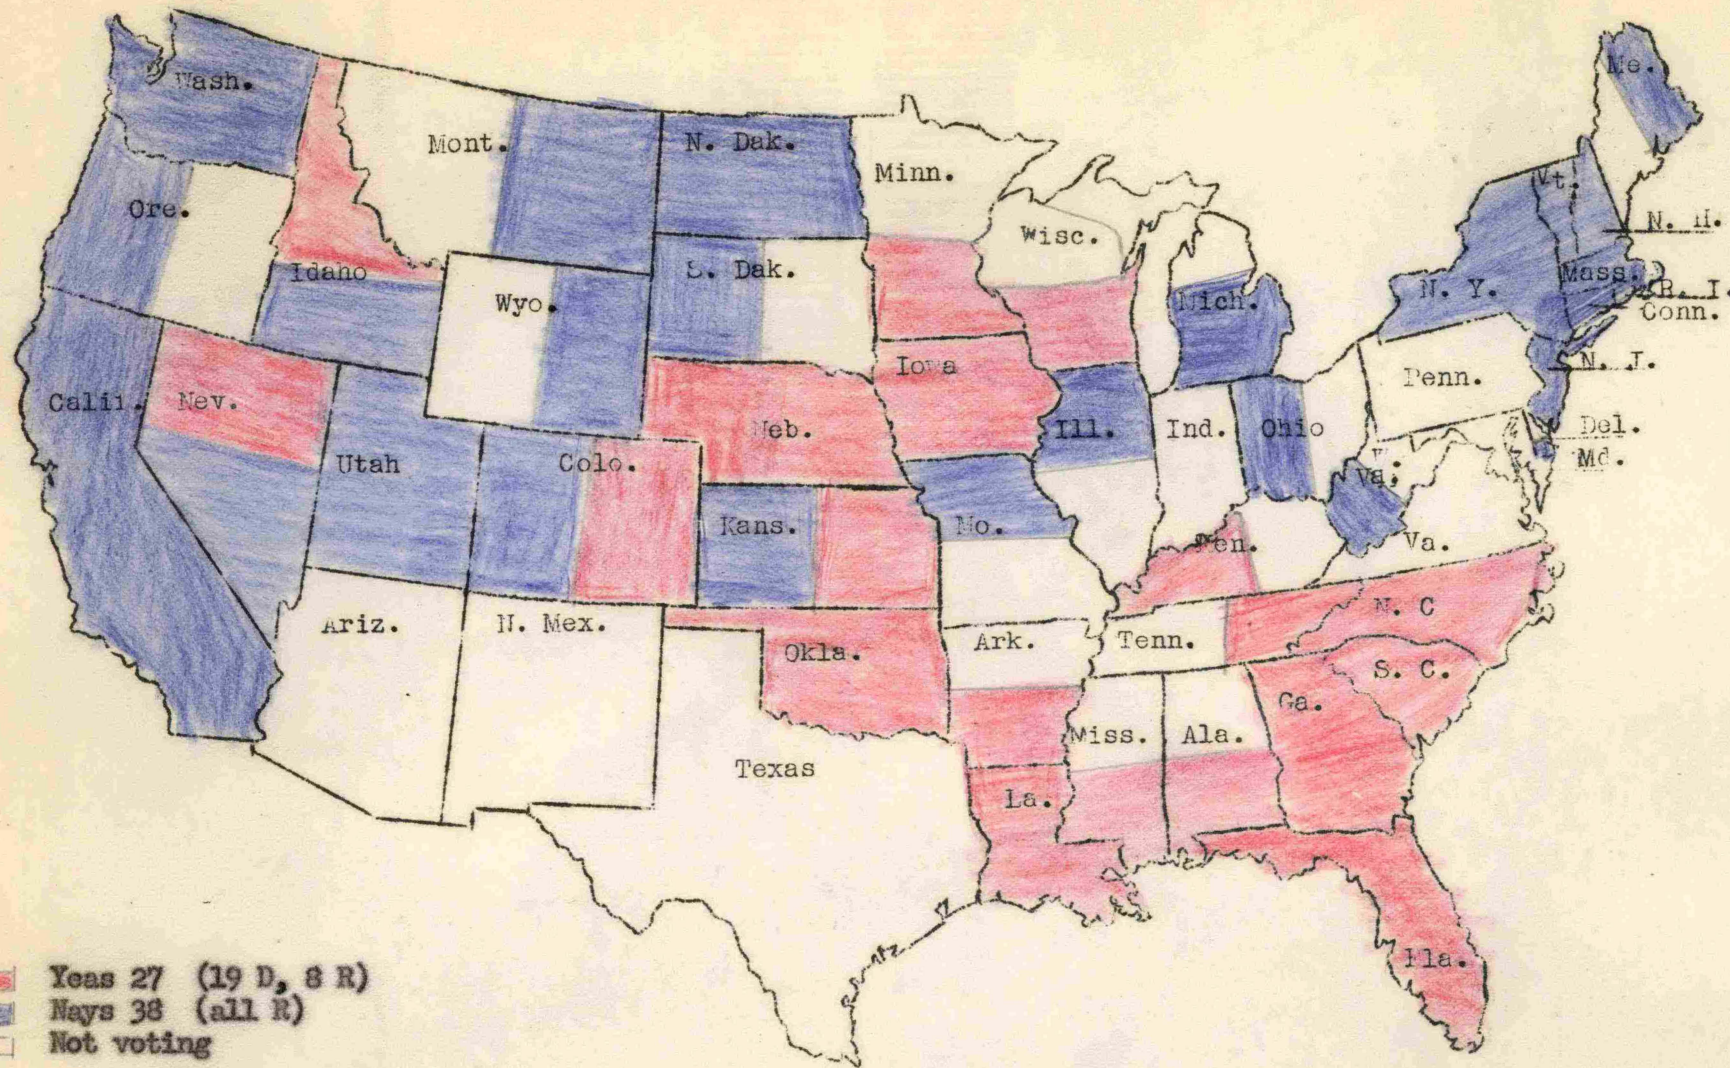 Wash.
Me.
Mont.
N. Dak.
Minn.
Vt.
Ore.
N. H.
Wisc.
Idaho
S. Dak.
Mass.
Wyo.
Mich.
N. Y.
R. I.
Conn.
Iowa
N. J.
Penn.
Calif.
Nev.
Neb.
Ill.
Ind.
Ohio
Del.
Utah
Colo.
Md.
W.
Va.
Kans.
Mo.
Ken.
Va.
Ariz.
N. Mex.
Okla.
Ark.
Tenn.
N. C
S. C.
Ga.
Miss.
Ala.
Texas
La.
Fla.
Yeas 27 (19 D, 8 R)
Nays 38 (all R)
Not voting